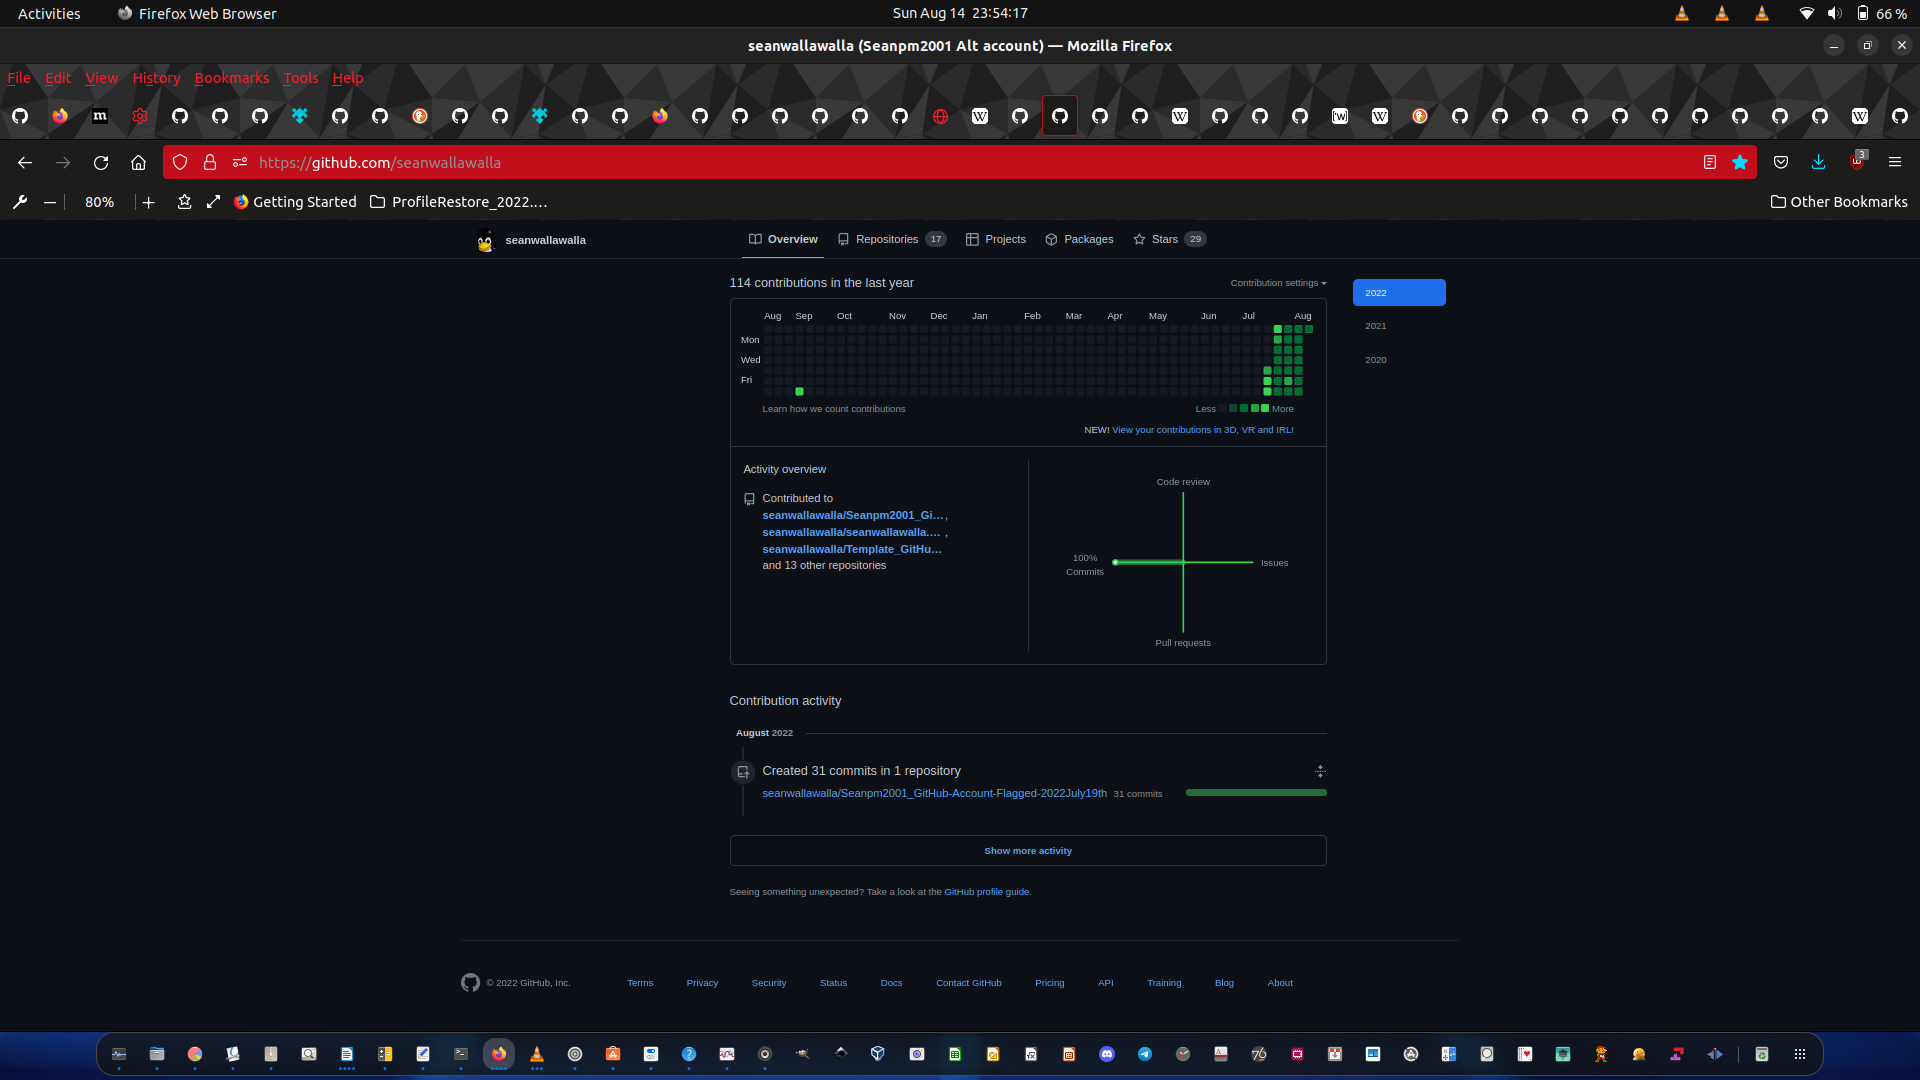 Activities Firefox Web Browser Sun Aug 14 23:54:17 66 %
seanwallawalla (Seanpm2001 Alt account) — Mozilla Firefox
File Edit View History Bookmarks Tools Help
https://github.com/seanwallawalla 3
80% Getting Started ProfileRestore_2022.… Other Bookmarks
seanwallawalla Overview Repositories 17 Projects Packages Stars 29
114 contributions in the last year Contribution settings
2022
2021
2020
Aug Sep Oct Nov Dec Jan Feb Mar Apr May Jun Jul Aug
Mon
Wed
Fri
Learn how we count contributions Less More
NEW! View your contributions in 3D, VR and IRL!
Activity overview
Contributed to
seanwallawalla/Seanpm2001_Gi… ,
seanwallawalla/seanwallawalla.… ,
seanwallawalla/Template_GitHu…
and 13 other repositories
Code review
100%
Commits
Issues
Pull requests
Contribution activity
August 2022
Created 31 commits in 1 repository
seanwallawalla/Seanpm2001_GitHub-Account-Flagged-2022July19th 31 commits
Show more activity
Seeing something unexpected? Take a look at the GitHub profile guide.
© 2022 GitHub, Inc. Terms Privacy Security Status Docs Contact GitHub Pricing API Training Blog About